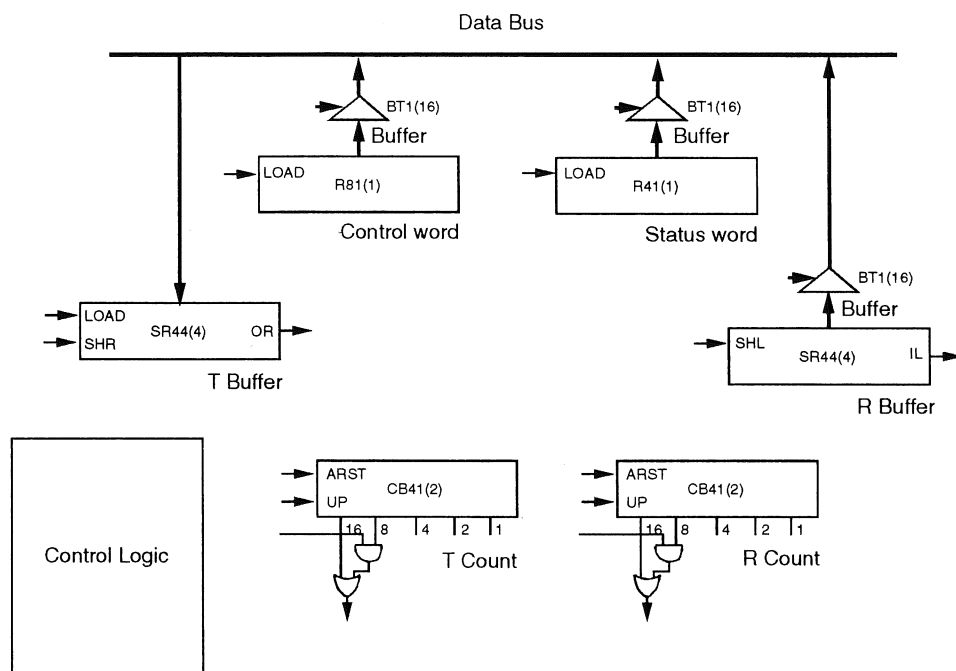 Data Bus
BT1(16)
Buffer
BT1(16)
Buffer
LOAD
R81(1)
Control word
LOAD
R41(1)
Status word
BT1(16)
Buffer
LOAD
SR44(4)
OR
SHR
T Buffer
SHL
SR44(4)
IL
R Buffer
ARST
CB41(2)
UP
16 8 4 2 1
T Count
ARST
CB41(2)
UP
16 8 4 2 1
R Count
Control Logic